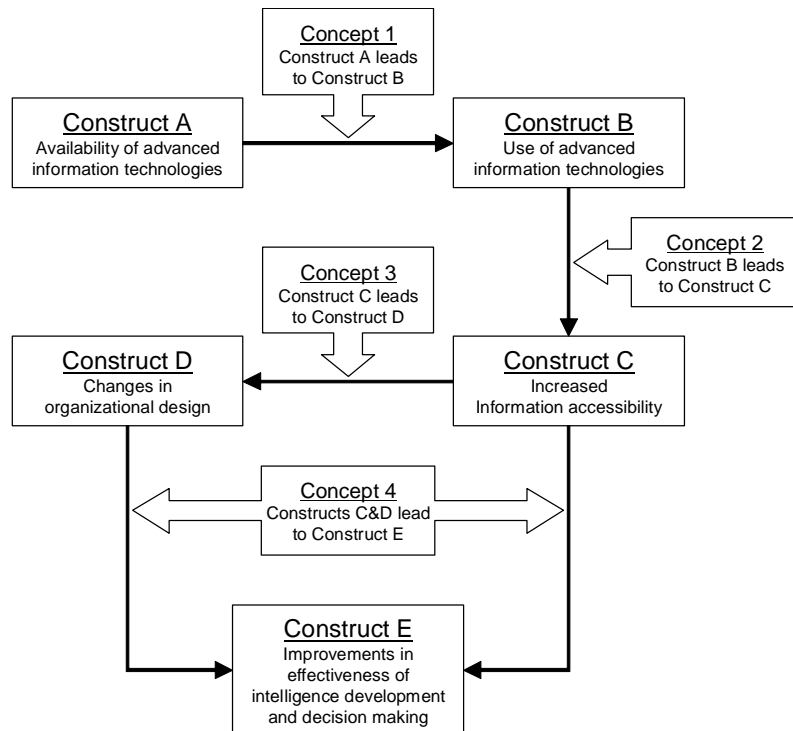 Concept 1
Construct A leads
to Construct B
Construct A
Availability of advanced
information technologies
Construct B
Use of advanced
information technologies
Concept 2
Construct B leads
to Construct C
Concept 3
Construct C leads
to Construct D
Construct D
Changes in
organizational design
Construct C
Increased
Information accessibility
Concept 4
Constructs C&D lead
to Construct E
Construct E
Improvements in
effectiveness of
intelligence development
and decision making